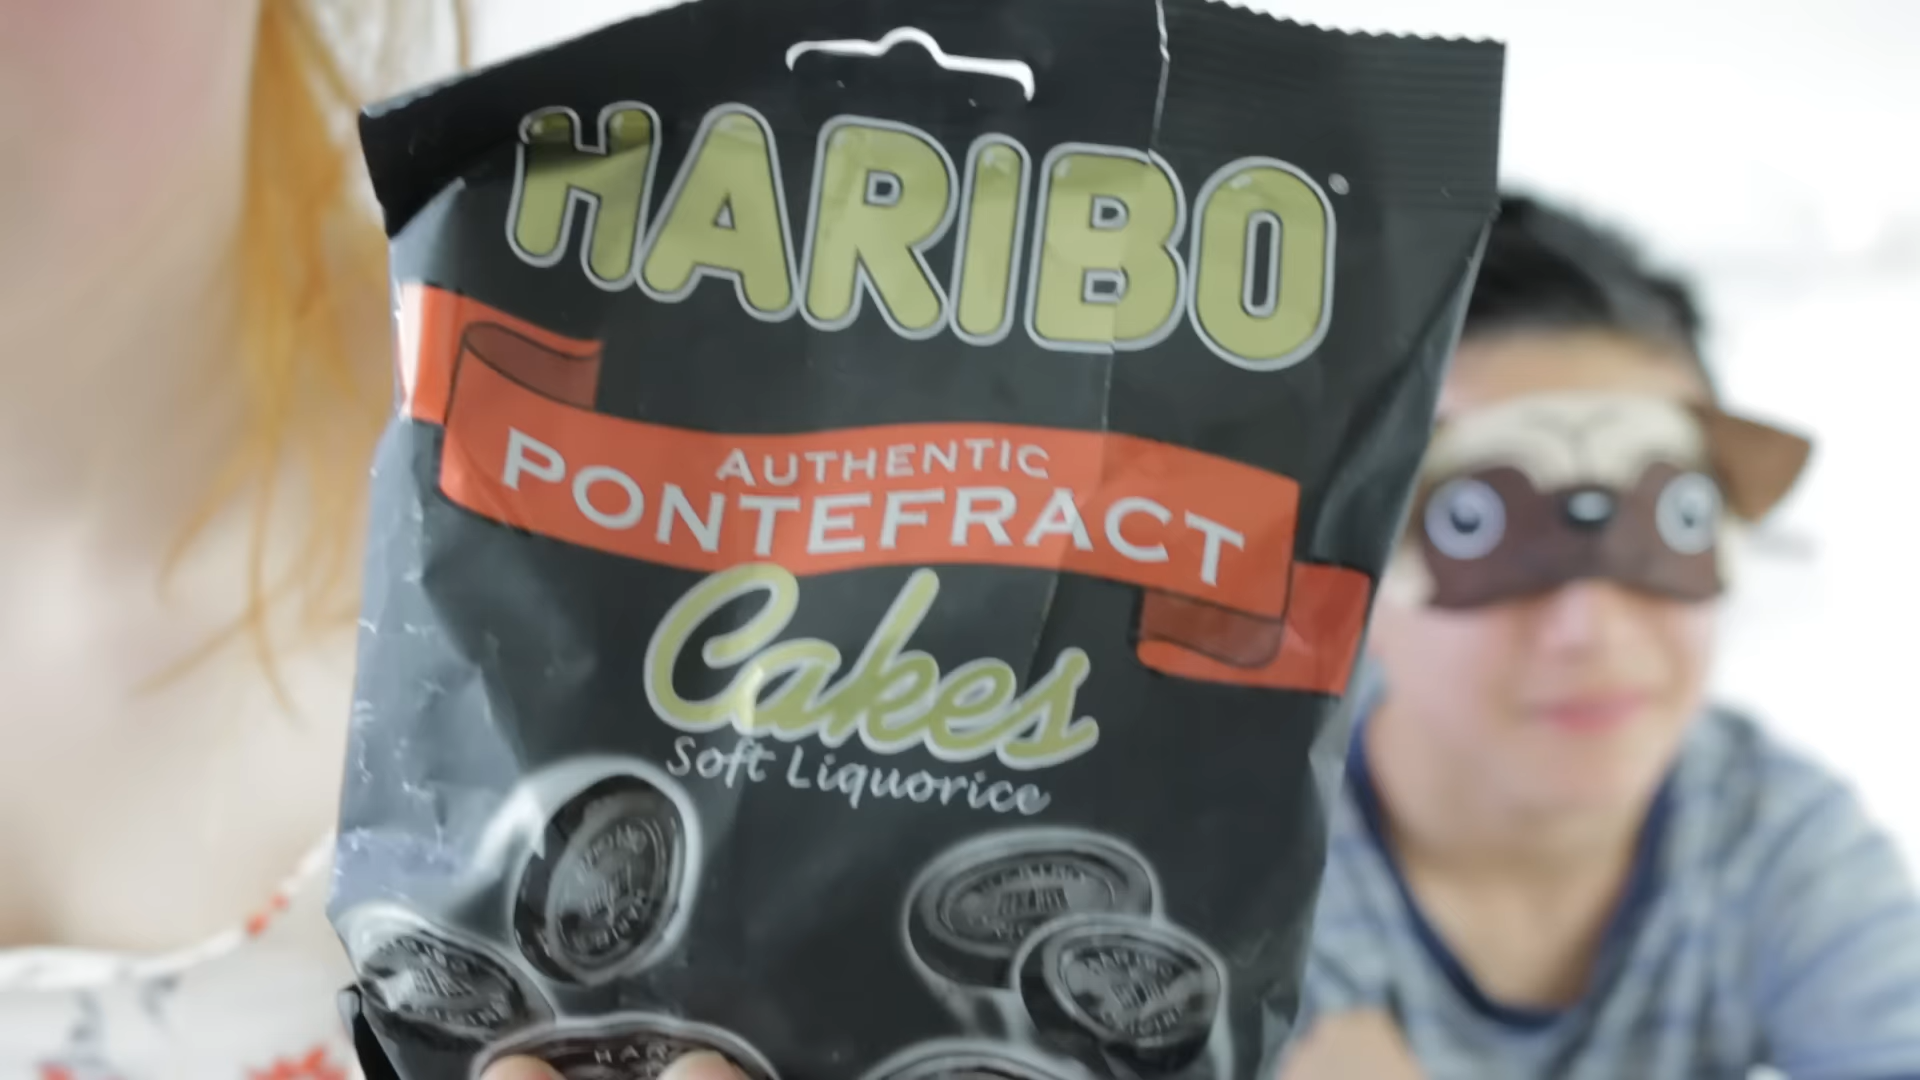 HARIBO
AUTHENTIC
PONTEFRACT
Cakes
Soft Liquorice